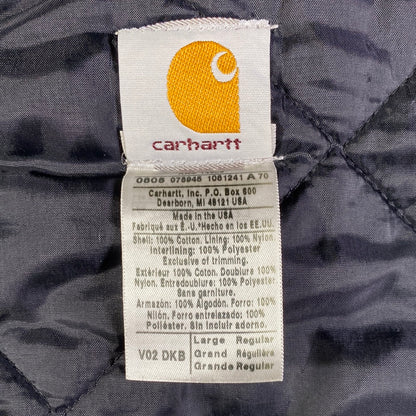 carhartt
0805 078945 1061241 A 70
Carhartt, Inc. P.O. Box 600
Dearborn, MI 48121 USA
Made in the USA
Fabriqué aux É.-U.*Hecho en los EE.UU.
Shell: 100% Cotton. Lining: 100% Nylon
Interlining: 100% Polyester
Exclusive of trimming.
Extérieur 100% Coton. Doublure 100%
Nylon. Entredoublure: 100% Polyester
Sans garniture.
Armazón: 100% Algodón. Forro: 100%
Nilón. Forro entretela: 100%
Poliéster. Sin incluir adorno.
V02 DKB
Large Regular
Grand Régulière
Grande Regular